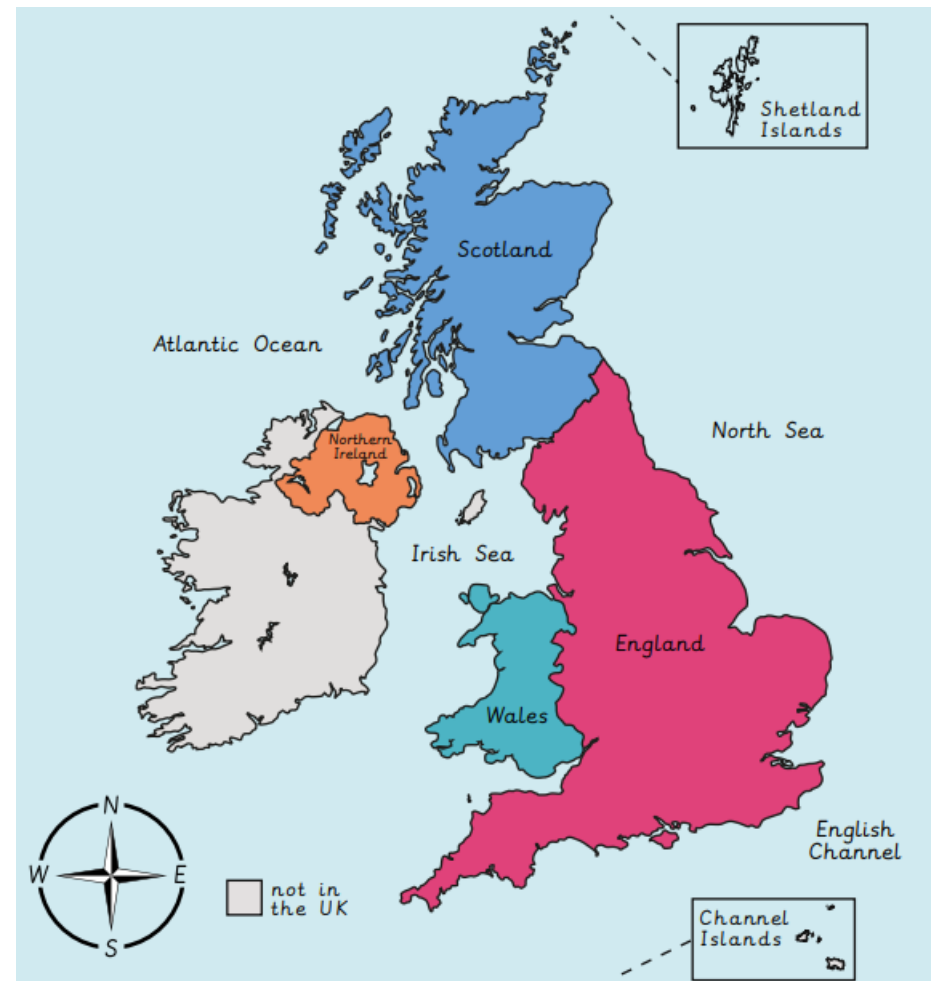 Shetland
Islands
Scotland
Atlantic Ocean
North Sea
Northern
Ireland
Irish Sea
England
Wales
English
Channel
N
W
E
S
not in
the UK
Channel
Islands